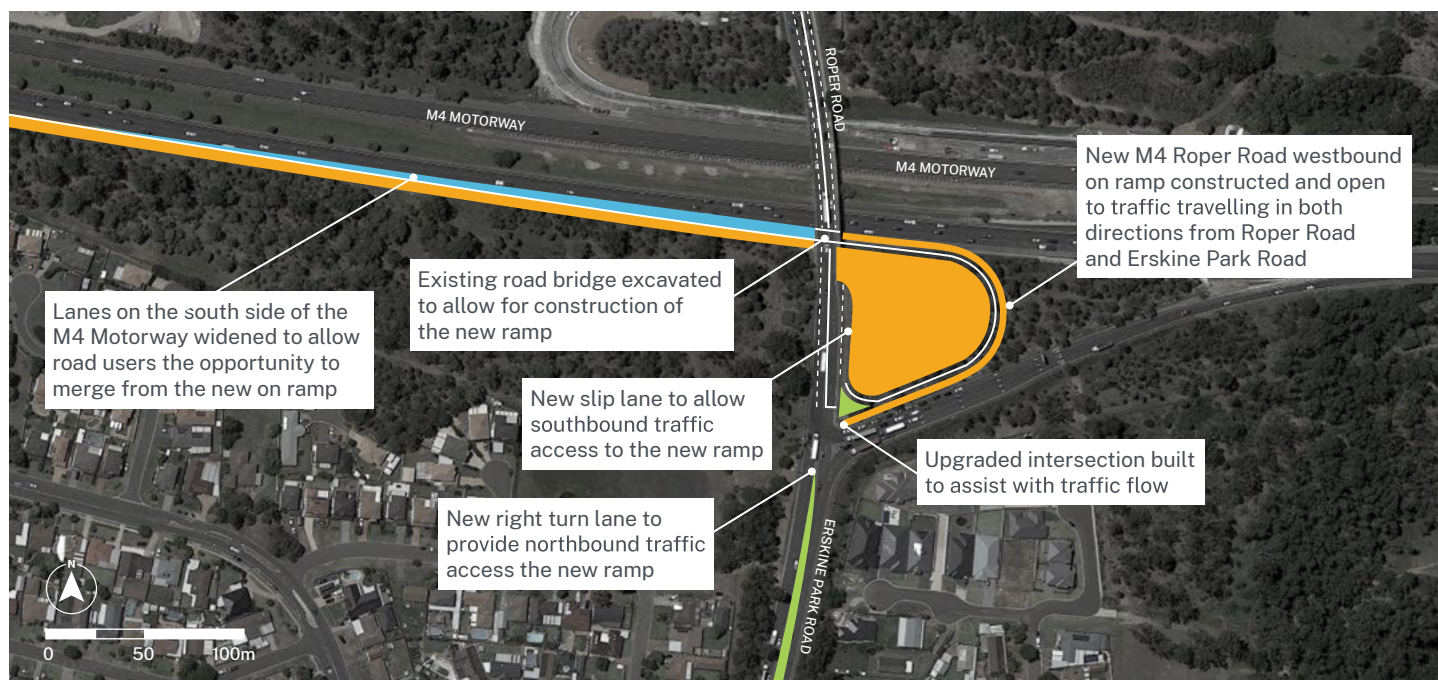 ROPER ROAD
M4 MOTORWAY
M4 MOTORWAY
New M4 Roper Road westbound
on ramp constructed and open
to traffic travelling in both
directions from Roper Road
and Erskine Park Road
Existing road bridge excavated
to allow for construction of
the new ramp
Lanes on the south side of the
M4 Motorway widened to allow
road users the opportunity to
merge from the new on ramp
New slip lane to allow
southbound traffic
access to the new ramp
Upgraded intersection built
to assist with traffic flow
New right turn lane to
provide northbound traffic
access the new ramp
ERSKINE PARK ROAD
N
0 50 100m